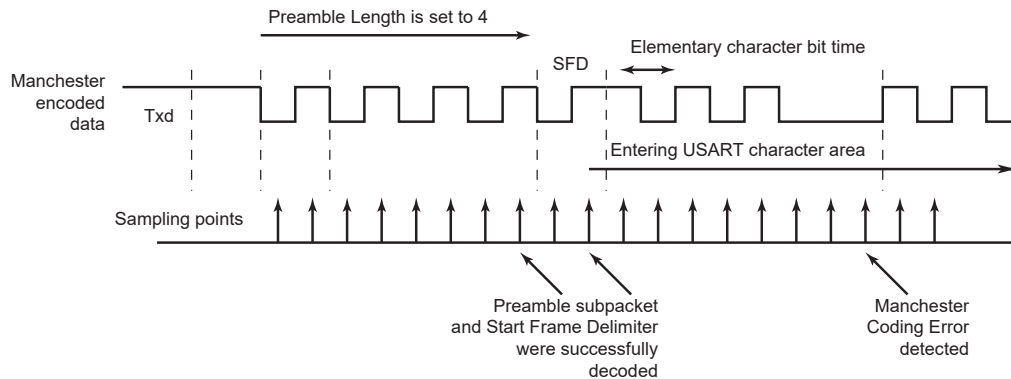 Preamble Length is set to 4
Elementary character bit time
SFD
Manchester
encoded
data
Txd
Entering USART character area
Sampling points
Preamble subpacket
and Start Frame Delimiter
were successfully
decoded
Manchester
Coding Error
detected